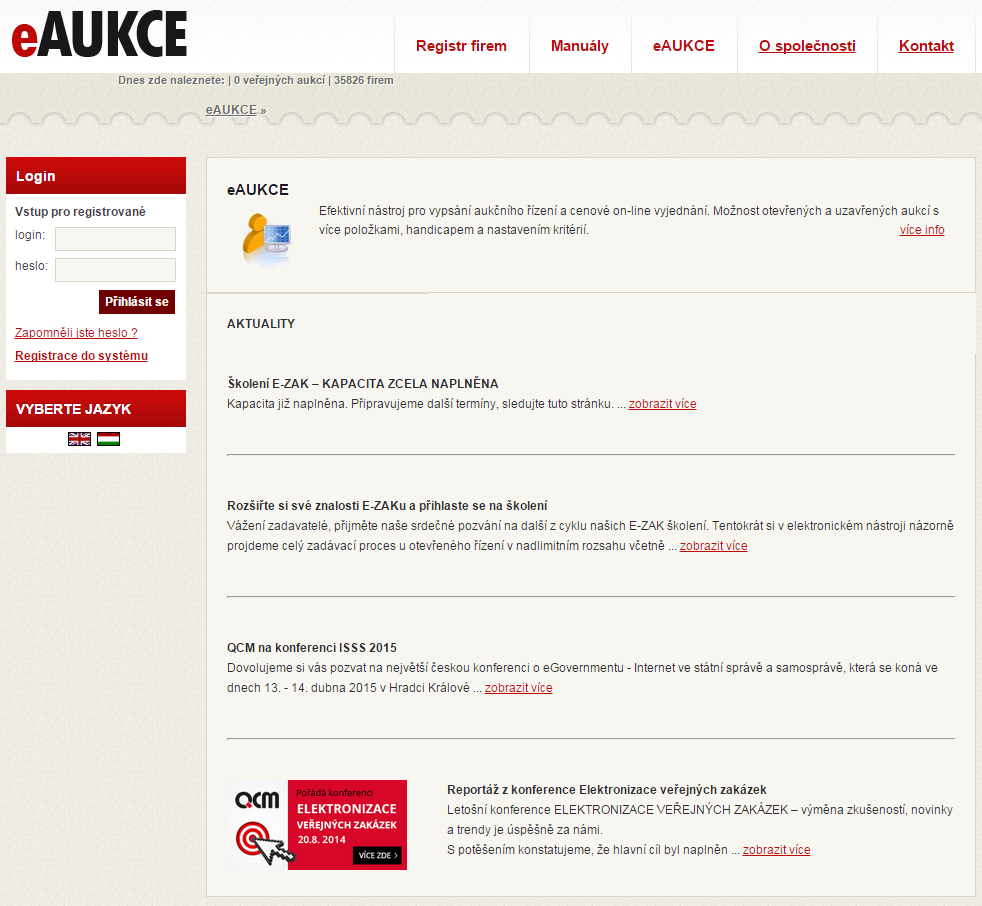 eAUKCE
Registr firem
Manuály
eAUKCE
O společnosti
Kontakt
Dnes zde naleznete: | 0 veřejných aukcí | 35826 firem
eAUKCE »
Login
Vstup pro registrované
login:
heslo:
Přihlásit se
Zapomněli jste heslo ?
Registrace do systému
VYBERTE JAZYK
eAUKCE
Efektivní nástroj pro vypsání aukčního řízení a cenové on-line vyjednání. Možnost otevřených a uzavřených aukcí s
více položkami, handicapem a nastavením kritérií.
více info
AKTUALITY
Školení E-ZAK – KAPACITA ZCELA NAPLNĚNA
Kapacita již naplněna. Připravujeme další termíny, sledujte tuto stránku. ... zobrazit více
Rozšiřte si své znalosti E-ZAKu a přihlaste se na školení
Vážení zadavatelé, přijměte naše srdečné pozvání na další z cyklu našich E-ZAK školení. Tentokrát si v elektronickém nástroji názorně
projdeme celý zadávací proces u otevřeného řízení v nadlimitním rozsahu včetně ... zobrazit více
QCM na konferenci ISSS 2015
Dovolujeme si vás pozvat na největší českou konferenci o eGovernmentu - Internet ve státní správě a samosprávě, která se koná ve
dnech 13. - 14. dubna 2015 v Hradci Králové ... zobrazit více
QCM
Pořádá konferenci
ELEKTRONIZACE
VEŘEJNÝCH ZAKÁZEK
20.8. 2014
VÍCE ZDE >
Reportáž z konference Elektronizace veřejných zakázek
Letošní konference ELEKTRONIZACE VEŘEJNÝCH ZAKÁZEK – výměna zkušeností, novinky
a trendy je úspěšně za námi.
S potěšením konstatujeme, že hlavní cíl byl naplněn ... zobrazit více